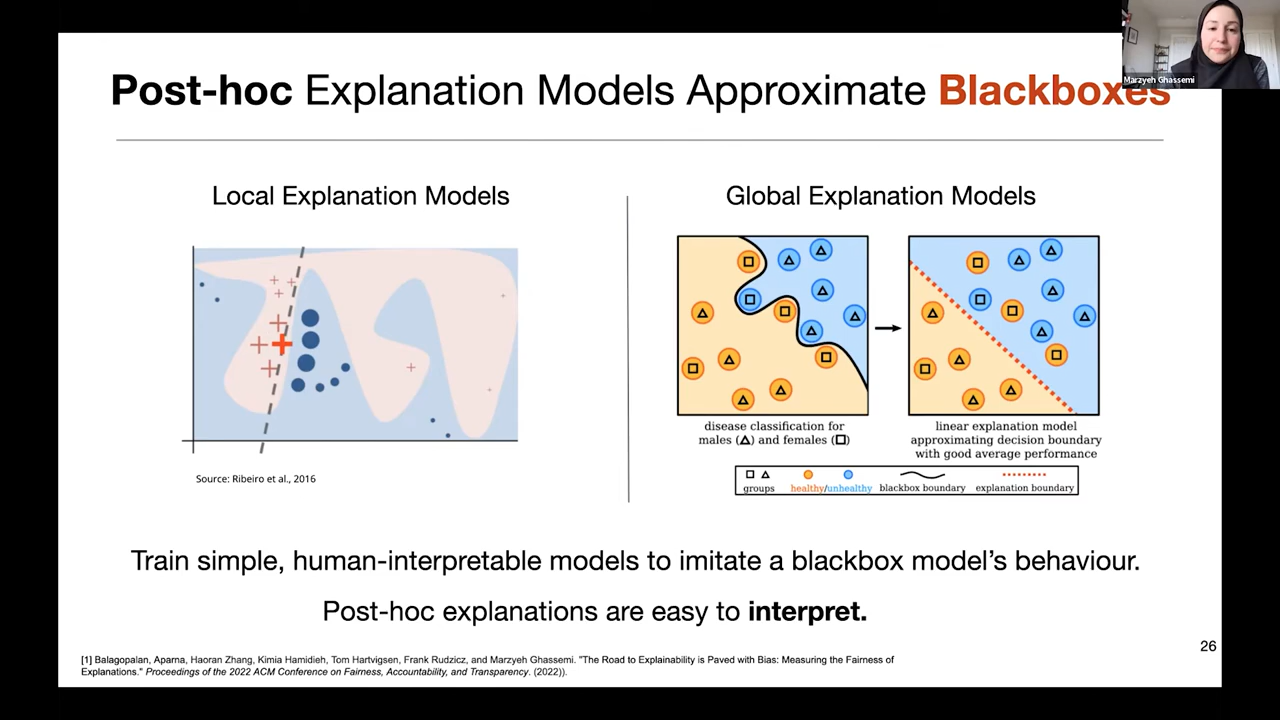 Marzyeh Ghassemi
Post-hoc Explanation Models Approximate Blackboxes
Local Explanation Models
Source: Ribeiro et al., 2016
Global Explanation Models
disease classification for
males (△) and females (□)
linear explanation model
approximating decision boundary
with good average performance
groups
healthy/unhealthy
blackbox boundary
explanation boundary
Train simple, human-interpretable models to imitate a blackbox model's behaviour.
Post-hoc explanations are easy to interpret.
26
[1] Balagopalan, Aparna, Haoran Zhang, Kimia Hamidieh, Tom Hartvigsen, Frank Rudzicz, and Marzyeh Ghassemi. "The Road to Explainability is Paved with Bias: Measuring the Fairness of
Explanations." Proceedings of the 2022 ACM Conference on Fairness, Accountability, and Transparency. (2022)).